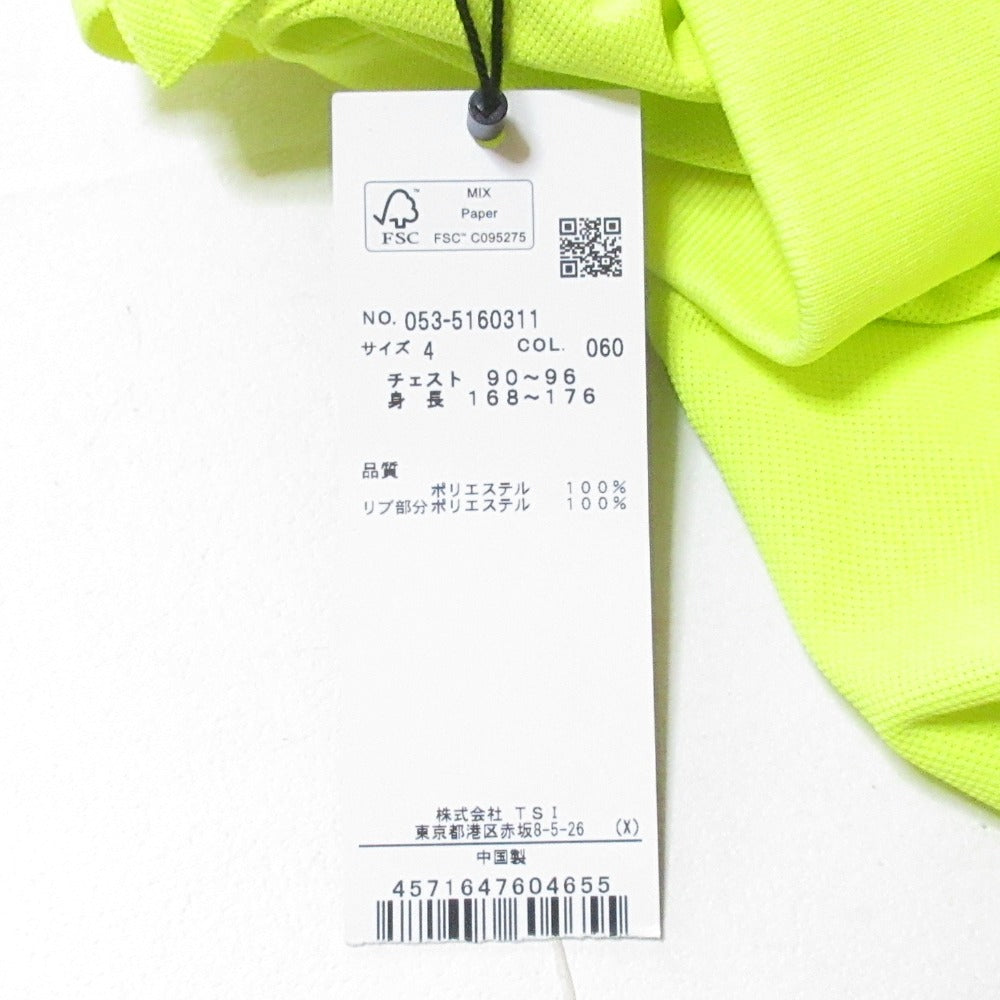 MIX
Paper
FSC™ C095275
FSC
NO. 053-5160311
サイズ 4 COL. 060
チェスト 90~96
身長 168~176
品質
ポリエステル 100%
リブ部分ポリエステル 100%
株式会社 TSI
東京都港区赤坂8-5-26 (X)
中国製
4571647604655